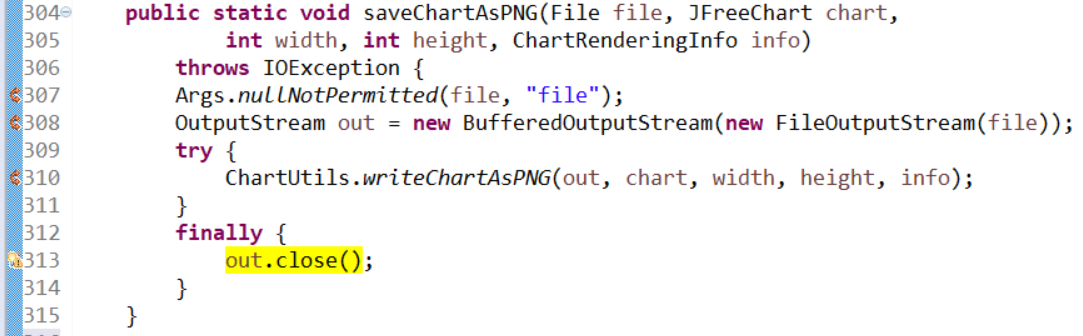 304 public static void saveChartAsPNG(File file, JFreeChart chart,
305 int width, int height, ChartRenderingInfo info)
306 throws IOException {
307 Args.nullNotPermitted(file, "file");
308 OutputStream out = new BufferedOutputStream(new FileOutputStream(file));
309 try {
310 ChartUtils.writeChartAsPNG(out, chart, width, height, info);
311 }
312 finally {
313 out.close();
314 }
315 }